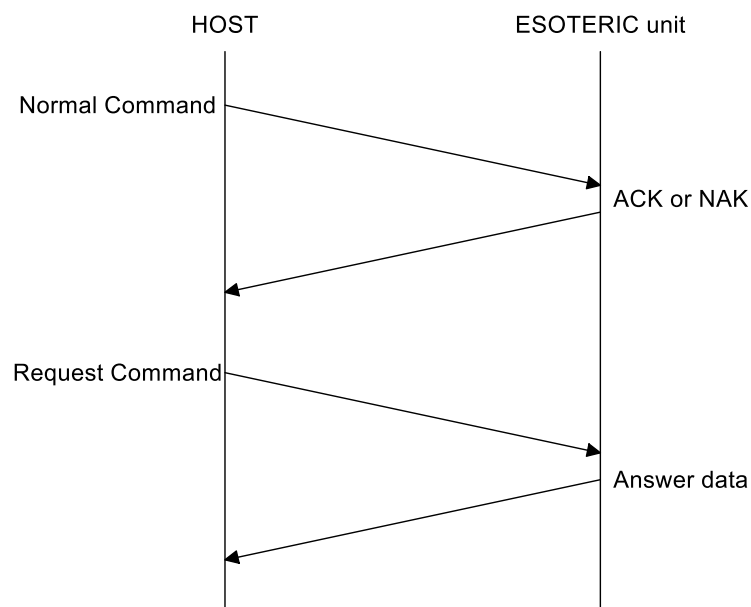 HOST
ESOTERIC unit
Normal Command
ACK or NAK
Request Command
Answer data